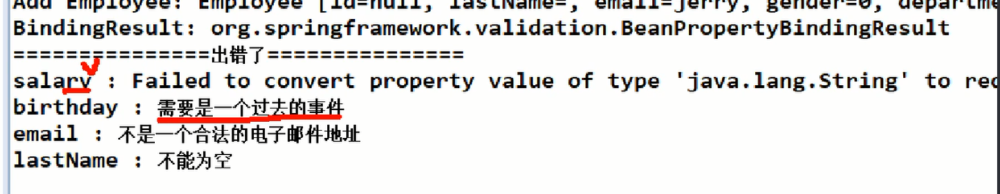 Add Employee: Employee [id=null, lastName=, email=jerry, gender=0, departme
BindingResult: org.springframework.validation.BeanPropertyBindingResult
===============出错了===============
salary : Failed to convert property value of type 'java.lang.String' to req
birthday : 需要是一个过去的事件
email : 不是一个合法的电子邮件地址
lastName : 不能为空